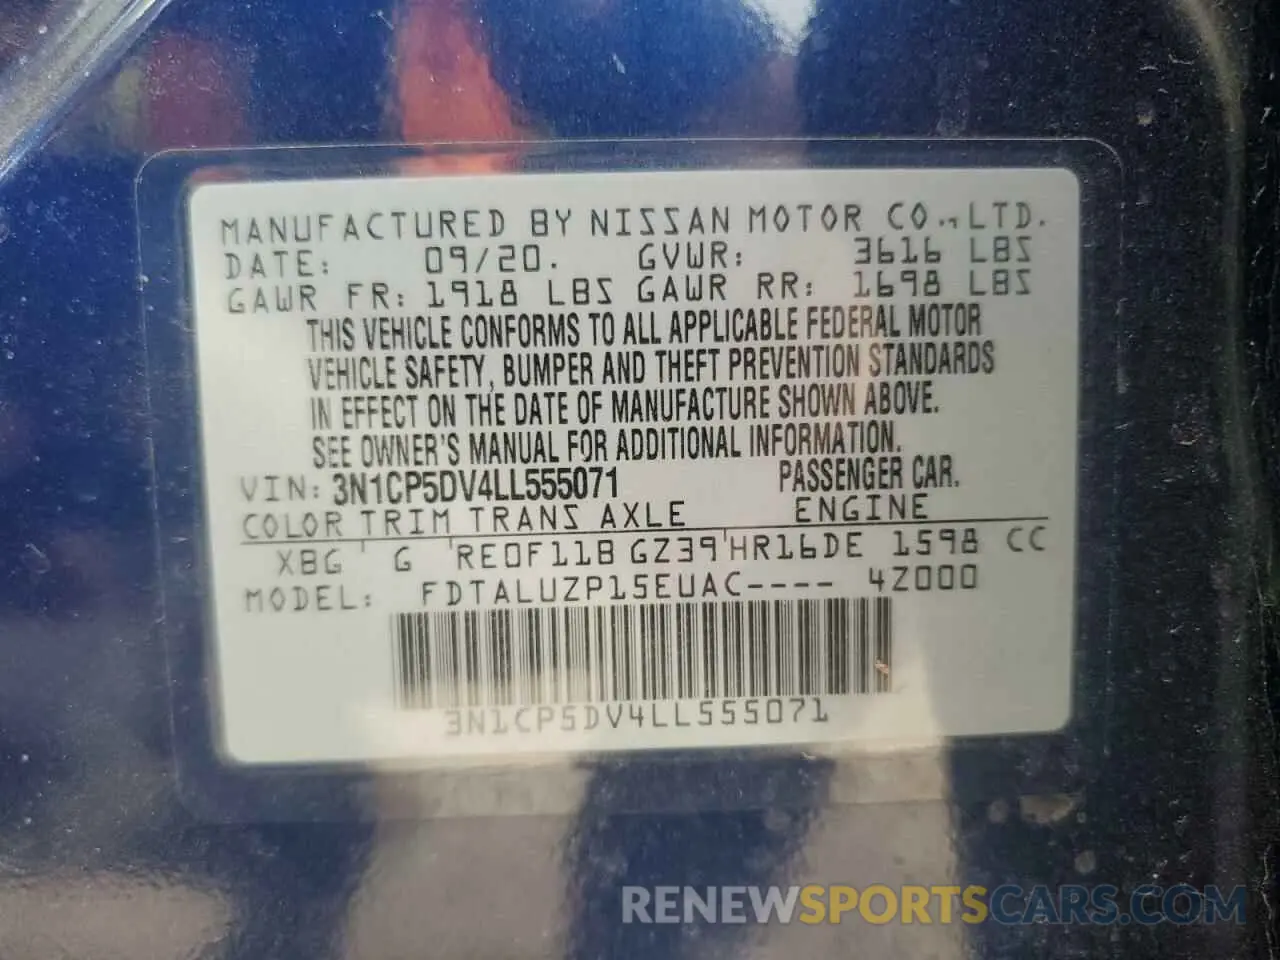 MANUFACTURED BY NISSAN MOTOR CO., LTD.
DATE: 09/20. GVWR: 3616 LBS
GAWR FR: 1918 LBS GAWR RR: 1698 LBS
THIS VEHICLE CONFORMS TO ALL APPLICABLE FEDERAL MOTOR
VEHICLE SAFETY, BUMPER AND THEFT PREVENTION STANDARDS
IN EFFECT ON THE DATE OF MANUFACTURE SHOWN ABOVE.
SEE OWNER'S MANUAL FOR ADDITIONAL INFORMATION.
VIN: 3N1CP5DV4LL555071 PASSENGER CAR.
COLOR TRIM TRANS AXLE ENGINE
XBG G RE0F11B GZ39 HR16DE 1598 CC
MODEL: FDTALUZP15EUAC---- 4Z000
3N1CP5DV4LL555071
RENEWSPORTSCARS.COM